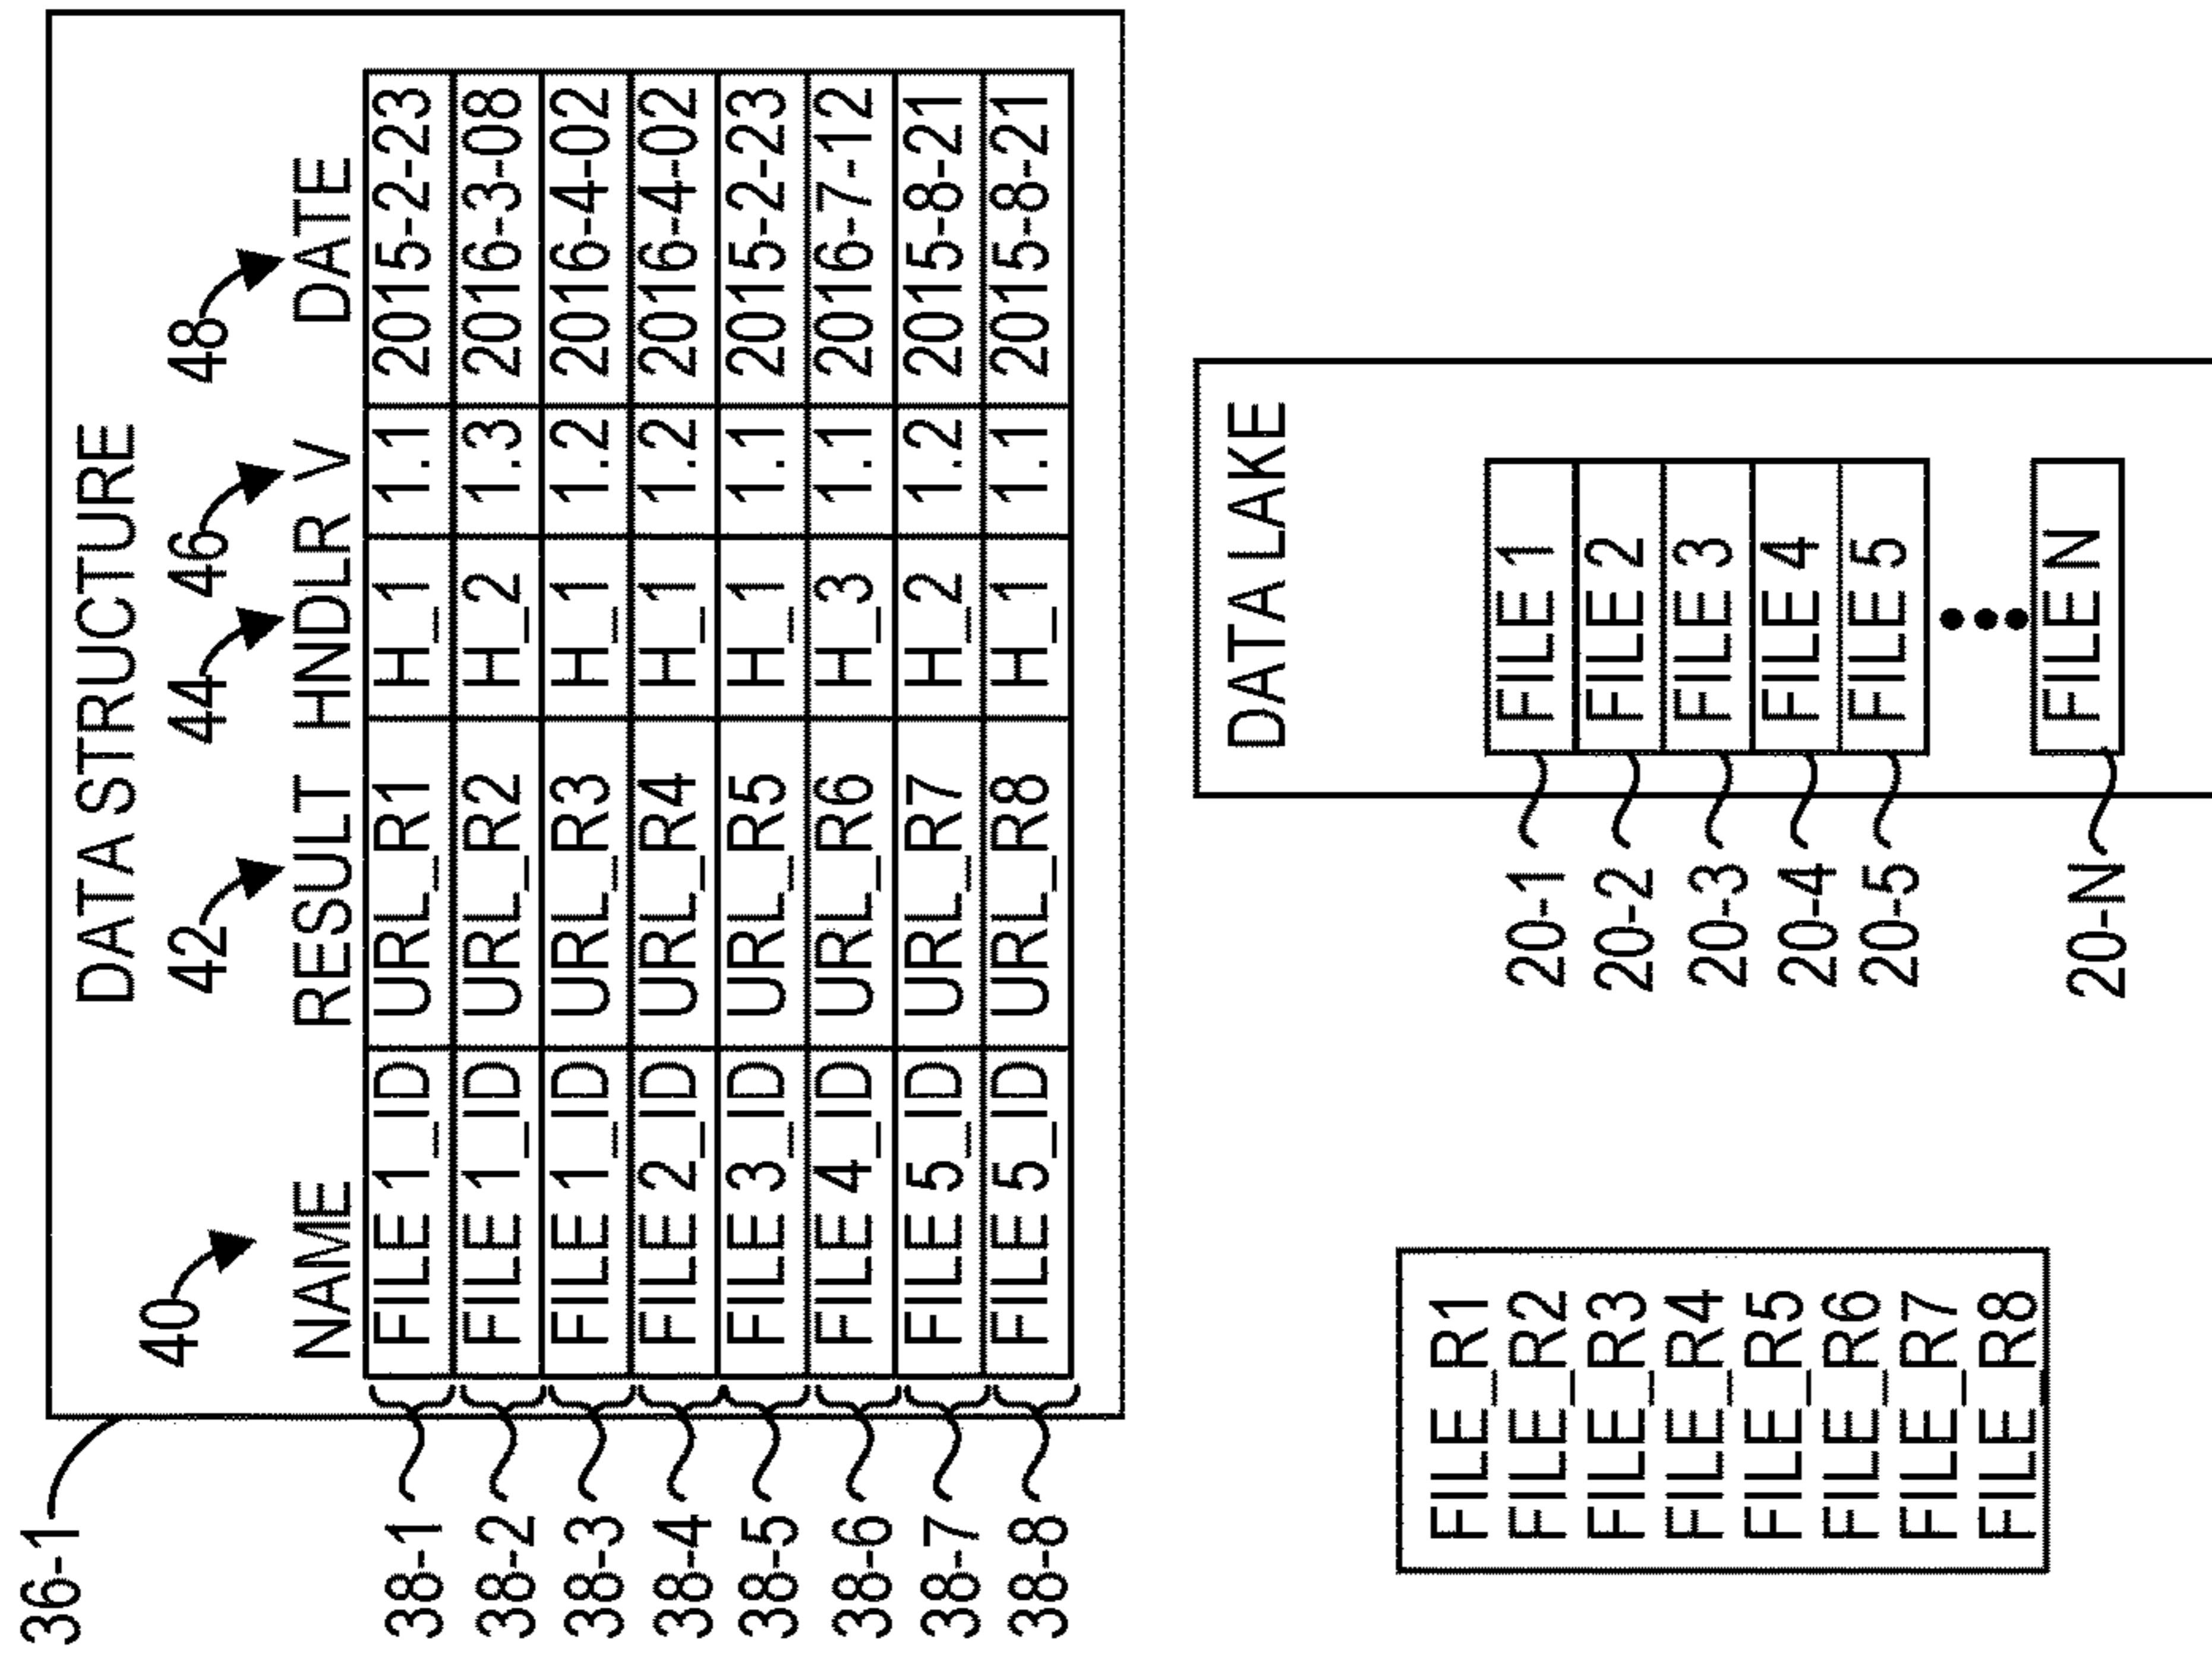 36-1
DATA STRUCTURE
40 42 44 46 48
NAME RESULT HNDLR V DATE
38-1 FILE 1_ID URL_R1 H_1 1.1 2015-2-23
38-2 FILE 1_ID URL_R2 H_2 1.3 2016-3-08
38-3 FILE 1_ID URL_R3 H_1 1.2 2016-4-02
38-4 FILE 2_ID URL_R4 H_1 1.2 2016-4-02
38-5 FILE 3_ID URL_R5 H_1 1.1 2015-2-23
38-6 FILE 4_ID URL_R6 H_3 1.1 2016-7-12
38-7 FILE 5_ID URL_R7 H_2 1.2 2015-8-21
38-8 FILE 5_ID URL_R8 H_1 1.1 2015-8-21
FILE_R1
FILE_R2
FILE_R3
FILE_R4
FILE_R5
FILE_R6
FILE_R7
FILE_R8
DATA LAKE
20-1 FILE 1
20-2 FILE 2
20-3 FILE 3
20-4 FILE 4
20-5 FILE 5
20-N FILE N